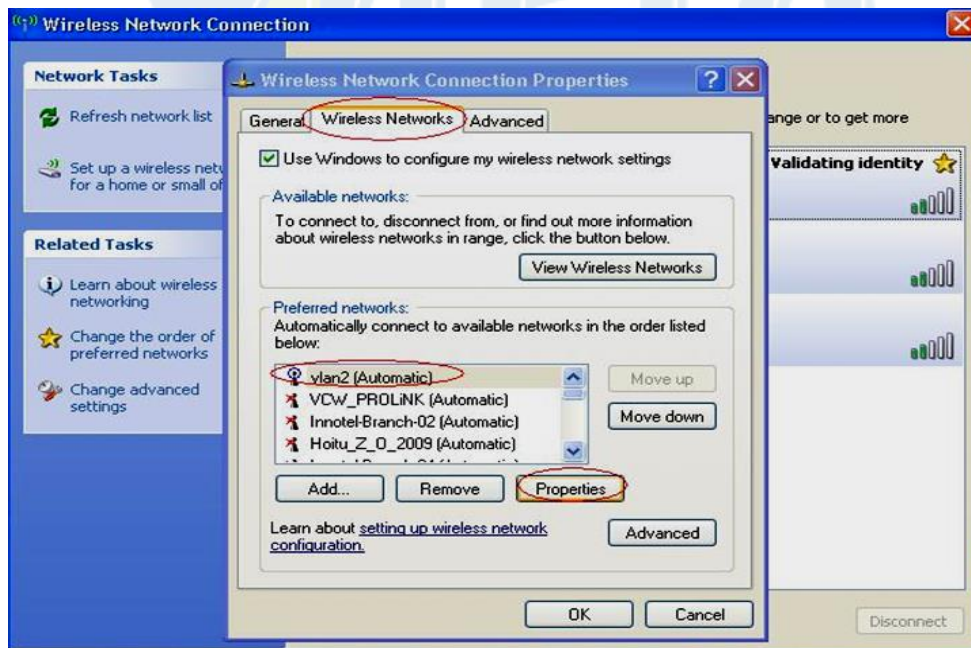 Wireless Network Connection
Network Tasks
Refresh network list
Set up a wireless netw
for a home or small of
Related Tasks
Learn about wireless
networking
Change the order of
preferred networks
Change advanced
settings
Wireless Network Connection Properties
General
Wireless Networks
Advanced
Use Windows to configure my wireless network settings
Available networks:
To connect to, disconnect from, or find out more information
about wireless networks in range, click the button below.
View Wireless Networks
Preferred networks:
Automatically connect to available networks in the order listed
below:
vlan2 (Automatic)
VCW_PROLiNK (Automatic)
Innotel-Branch-02 (Automatic)
Hoitu_Z_0_2009 (Automatic)
Move up
Move down
Add...
Remove
Properties
Learn about setting up wireless network
configuration.
Advanced
OK
Cancel
ange or to get more
Validating identity
Disconnect